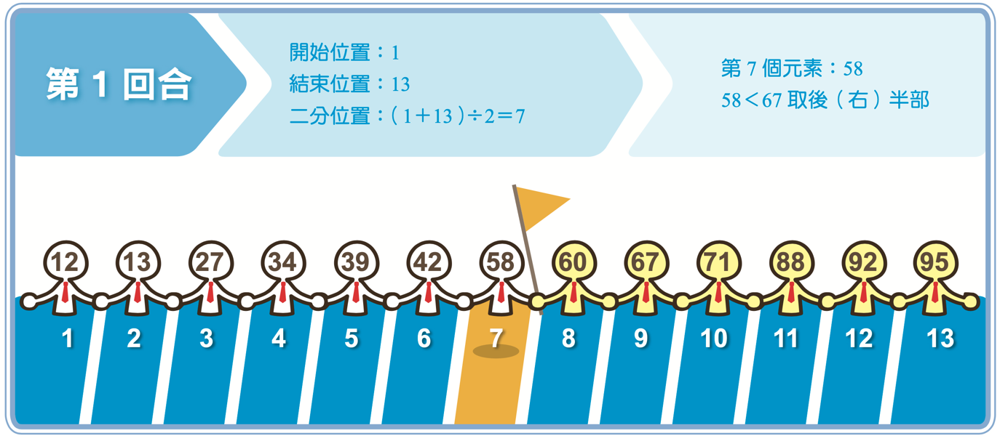 第 1 回合
開始位置：1
結束位置：13
二分位置：（1＋13）÷2＝7
第 7 個元素：58
58＜67 取後（右）半部
12 13 27 34 39 42 58 60 67 71 88 92 95
1 2 3 4 5 6 7 8 9 10 11 12 13